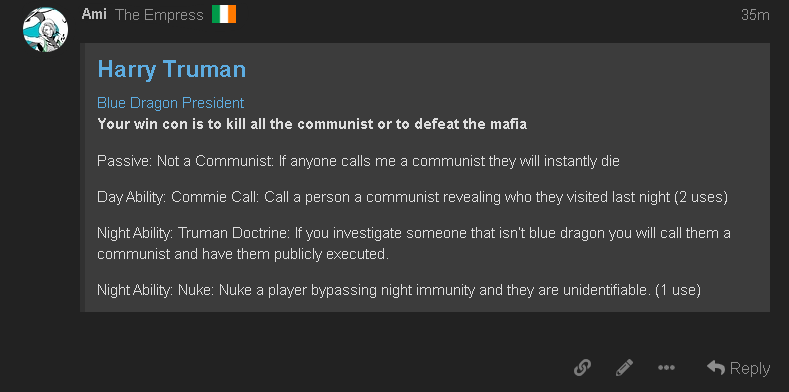 Ami The Empress 35m
Harry Truman
Blue Dragon President
Your win con is to kill all the communist or to defeat the mafia
Passive: Not a Communist: If anyone calls me a communist they will instantly die
Day Ability: Commie Call: Call a person a communist revealing who they visited last night (2 uses)
Night Ability: Truman Doctrine: If you investigate someone that isn't blue dragon you will call them a
communist and have them publicly executed.
Night Ability: Nuke: Nuke a player bypassing night immunity and they are unidentifiable. (1 use)
Reply